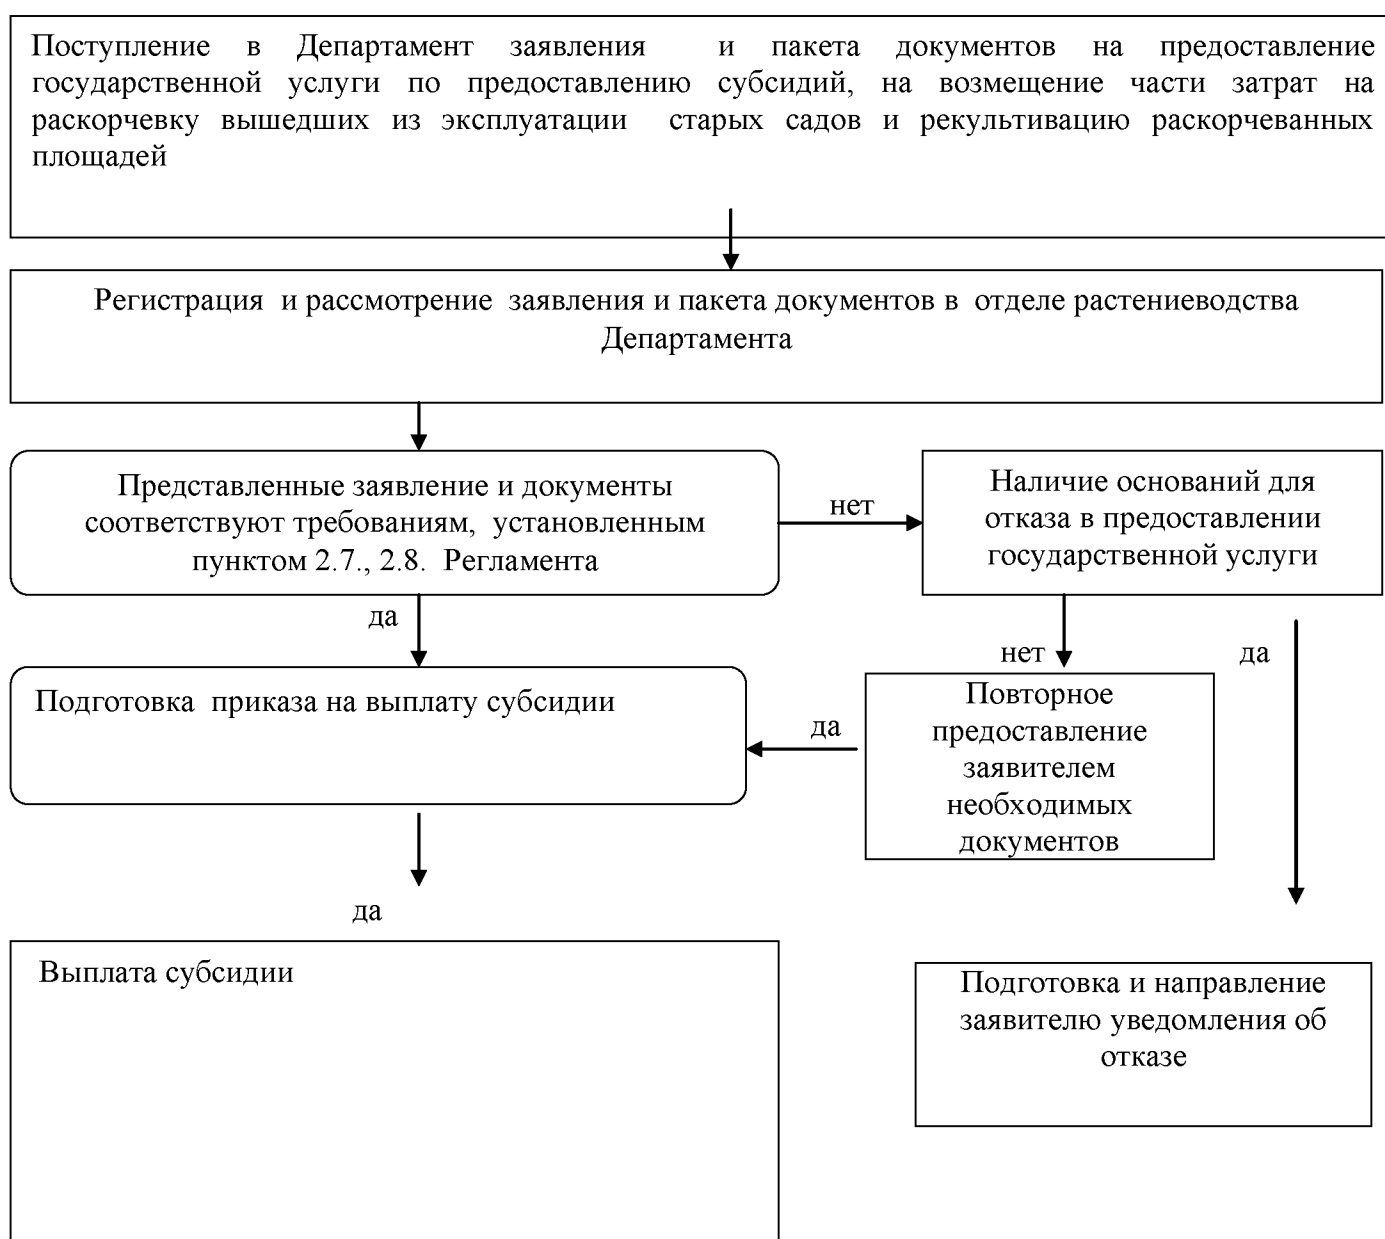 Поступление в Департамент заявления и пакета документов на предоставление
государственной услуги по предоставлению субсидий, на возмещение части затрат на
раскорчевку вышедших из эксплуатации старых садов и рекультивацию раскорчеванных
площадей
Регистрация и рассмотрение заявления и пакета документов в отделе растениеводства
Департамента
Представленные заявление и документы
соответствуют требованиям, установленным
пунктом 2.7., 2.8. Регламента
нет
Наличие оснований для
отказа в предоставлении
государственной услуги
да
нет
да
Подготовка приказа на выплату субсидии
да
Повторное
предоставление
заявителем
необходимых
документов
да
Выплата субсидии
Подготовка и направление
заявителю уведомления об
отказе